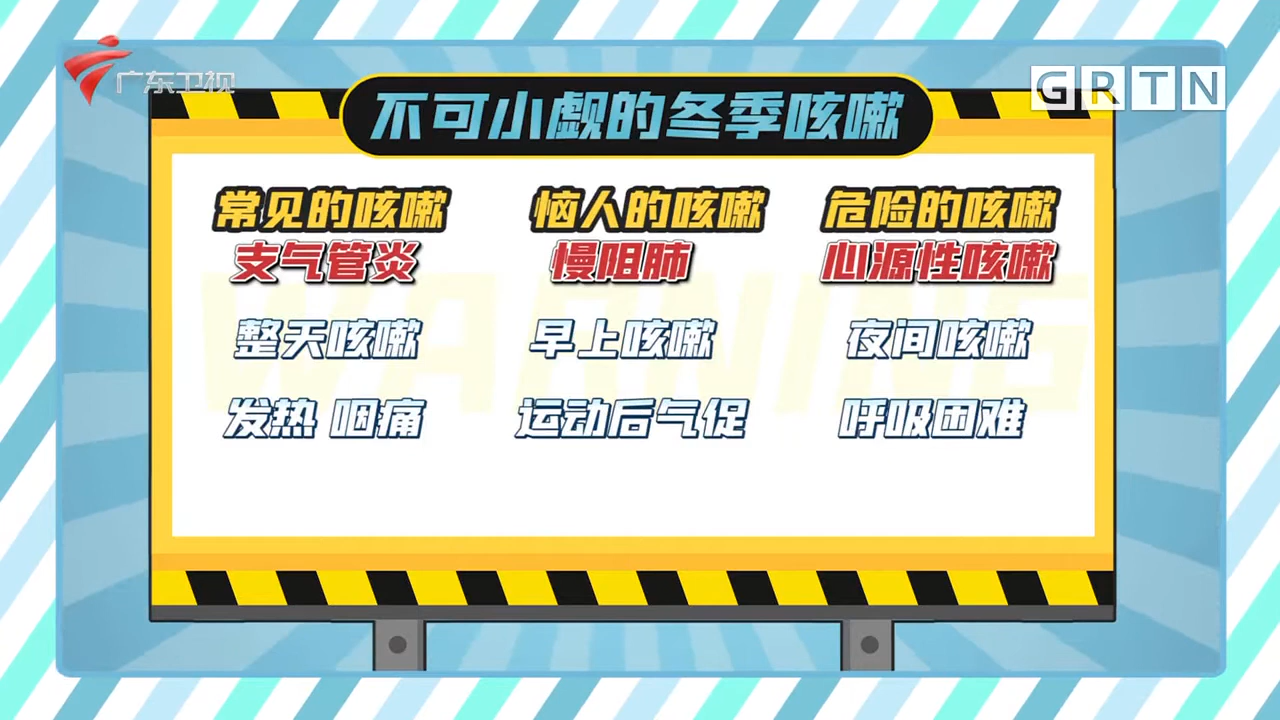 广东卫视
GRTN
不可小觑的冬季咳嗽
常见的咳嗽 恼人的咳嗽 危险的咳嗽
支气管炎 慢阻肺 心源性咳嗽
WARNING
整天咳嗽 早上咳嗽 夜间咳嗽
发热 咽痛 运动后气促 呼吸困难